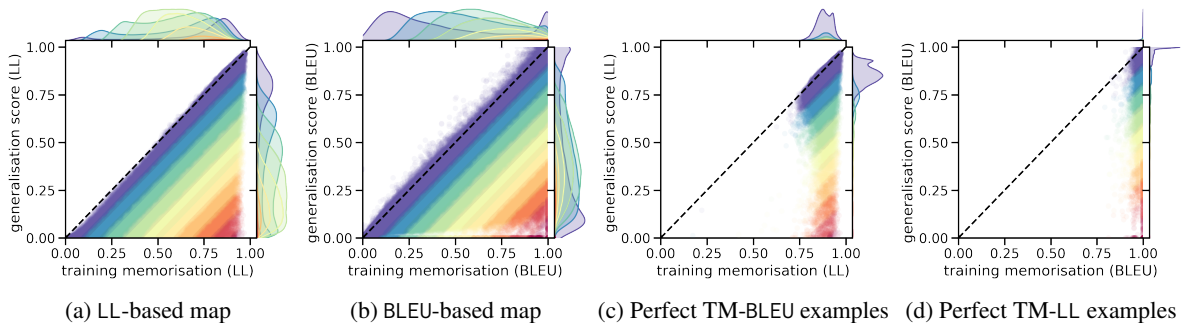 generalisation score (LL)
1.00
0.75
0.50
0.25
0.00
0.00 0.25 0.50 0.75 1.00
training memorisation (LL)
(a) LL-based map
generalisation score (BLEU)
1.00
0.75
0.50
0.25
0.00
0.00 0.25 0.50 0.75 1.00
training memorisation (BLEU)
(b) BLEU-based map
generalisation score (LL)
1.00
0.75
0.50
0.25
0.00
0.00 0.25 0.50 0.75 1.00
training memorisation (LL)
(c) Perfect TM-BLEU examples
generalisation score (BLEU)
1.00
0.75
0.50
0.25
0.00
0.00 0.25 0.50 0.75 1.00
training memorisation (BLEU)
(d) Perfect TM-LL examples